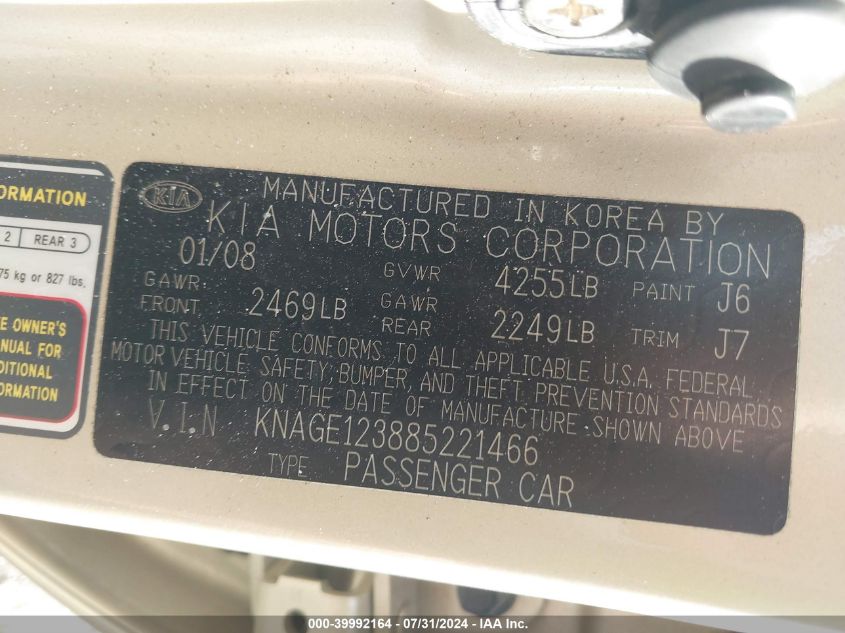 ORMATION
2 REAR 3
75 kg or 827 lbs.
E OWNER'S
NUAL FOR
DITIONAL
FORMATION
KIA
MANUFACTURED IN KOREA BY
KIA MOTORS CORPORATION
01/08 GVWR 4255LB PAINT J6
GAWR FRONT 2469LB GAWR REAR 2249LB TRIM J7
THIS VEHICLE CONFORMS TO ALL APPLICABLE U.S.A. FEDERAL
MOTOR VEHICLE SAFETY, BUMPER, AND THEFT PREVENTION STANDARDS
IN EFFECT ON THE DATE OF MANUFACTURE SHOWN ABOVE
V.I.N KNAGE123885221466
TYPE PASSENGER CAR
000-39992164 - 07/31/2024 - IAA Inc.